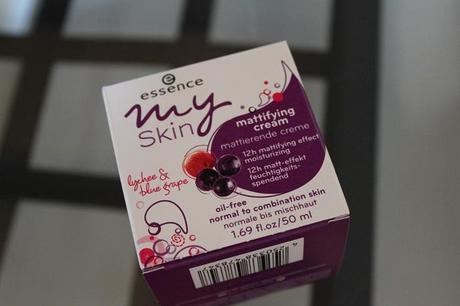 essence
my
skin
mattifying
cream
mattierende creme
12h mattifying effect
moisturizing
12h matt-effekt
feuchtigkeits-
spendend
lychee &
blue grape
oil-free
normal to combination skin
normale bis mischhaut
1.69 fl.oz/50 ml